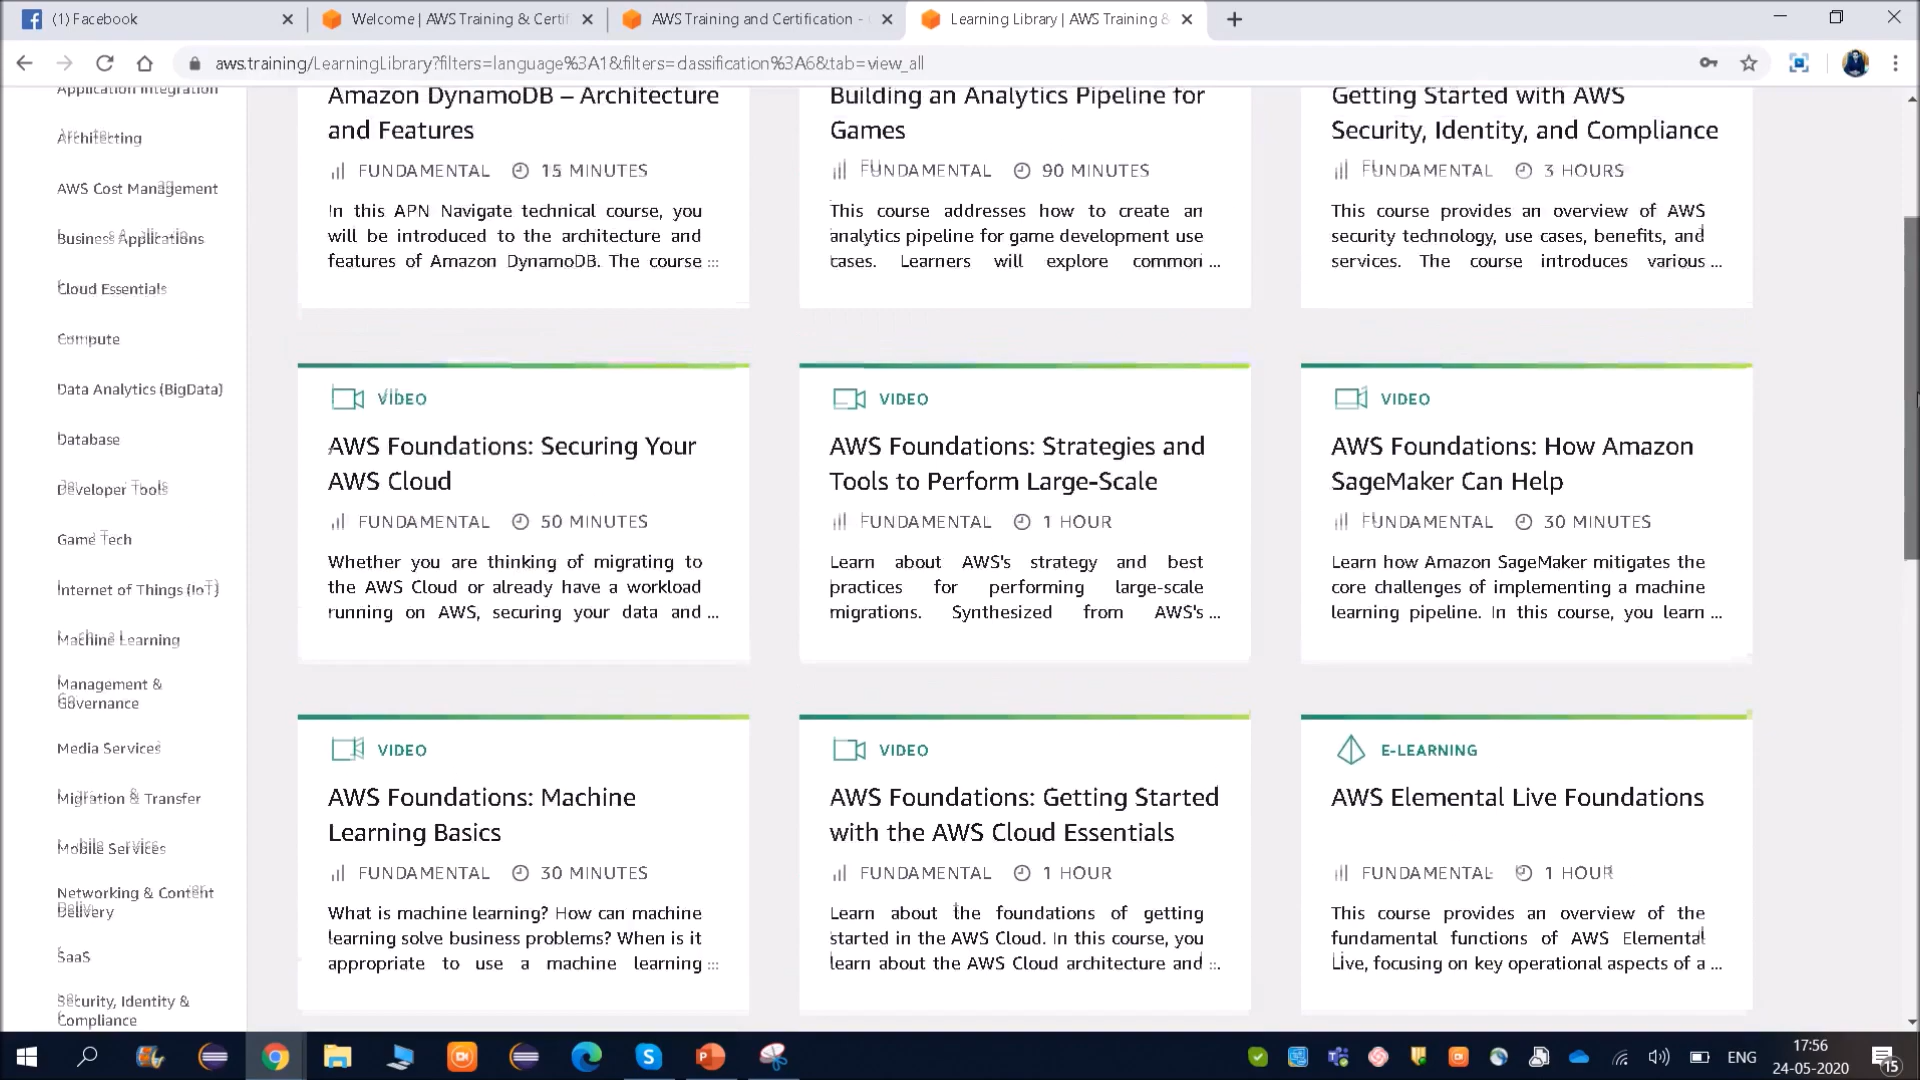 (1) Facebook
Welcome | AWS Training & Certif
AWS Training and Certification -
Learning Library | AWS Training &
aws.training/LearningLibrary?filters=language%3A1&filters=classification%3A6&tab=view_all
Application Integration
Architecting
AWS Cost Management
Business Applications
Cloud Essentials
Compute
Data Analytics (BigData)
Database
Developer Tools
Game Tech
Internet of Things (IoT)
Machine Learning
Management &
Governance
Media Services
Migration & Transfer
Mobile Services
Networking & Content
Delivery
SaaS
Security, Identity &
Compliance
Amazon DynamoDB – Architecture
and Features
FUNDAMENTAL 15 MINUTES
In this APN Navigate technical course, you
will be introduced to the architecture and
features of Amazon DynamoDB. The course ...
Building an Analytics Pipeline for
Games
FUNDAMENTAL 90 MINUTES
This course addresses how to create an
analytics pipeline for game development use
cases. Learners will explore common ...
Getting Started with AWS
Security, Identity, and Compliance
FUNDAMENTAL 3 HOURS
This course provides an overview of AWS
security technology, use cases, benefits, and
services. The course introduces various ...
VIDEO
AWS Foundations: Securing Your
AWS Cloud
FUNDAMENTAL 50 MINUTES
Whether you are thinking of migrating to
the AWS Cloud or already have a workload
running on AWS, securing your data and ...
VIDEO
AWS Foundations: Strategies and
Tools to Perform Large-Scale
FUNDAMENTAL 1 HOUR
Learn about AWS's strategy and best
practices for performing large-scale
migrations. Synthesized from AWS's ...
VIDEO
AWS Foundations: How Amazon
SageMaker Can Help
FUNDAMENTAL 30 MINUTES
Learn how Amazon SageMaker mitigates the
core challenges of implementing a machine
learning pipeline. In this course, you learn ...
VIDEO
AWS Foundations: Machine
Learning Basics
FUNDAMENTAL 30 MINUTES
What is machine learning? How can machine
learning solve business problems? When is it
appropriate to use a machine learning ...
VIDEO
AWS Foundations: Getting Started
with the AWS Cloud Essentials
FUNDAMENTAL 1 HOUR
Learn about the foundations of getting
started in the AWS Cloud. In this course, you
learn about the AWS Cloud architecture and ...
E-LEARNING
AWS Elemental Live Foundations
FUNDAMENTAL 1 HOUR
This course provides an overview of the
fundamental functions of AWS Elemental
Live, focusing on key operational aspects of a ...
ENG
17:56
24-05-2020
15